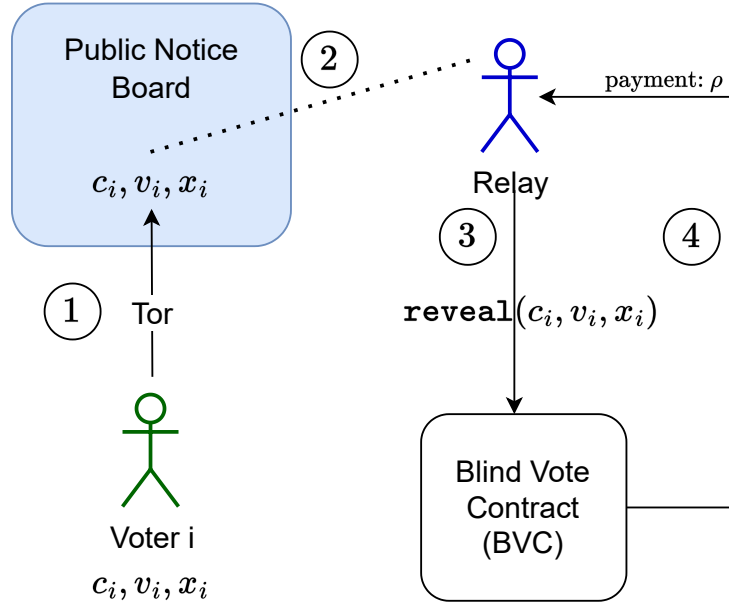 Public Notice
Board
2
payment: ρ
c_i, v_i, x_i
Relay
3
4
1
Tor
reveal(c_i, v_i, x_i)
Blind Vote
Contract
(BVC)
Voter i
c_i, v_i, x_i